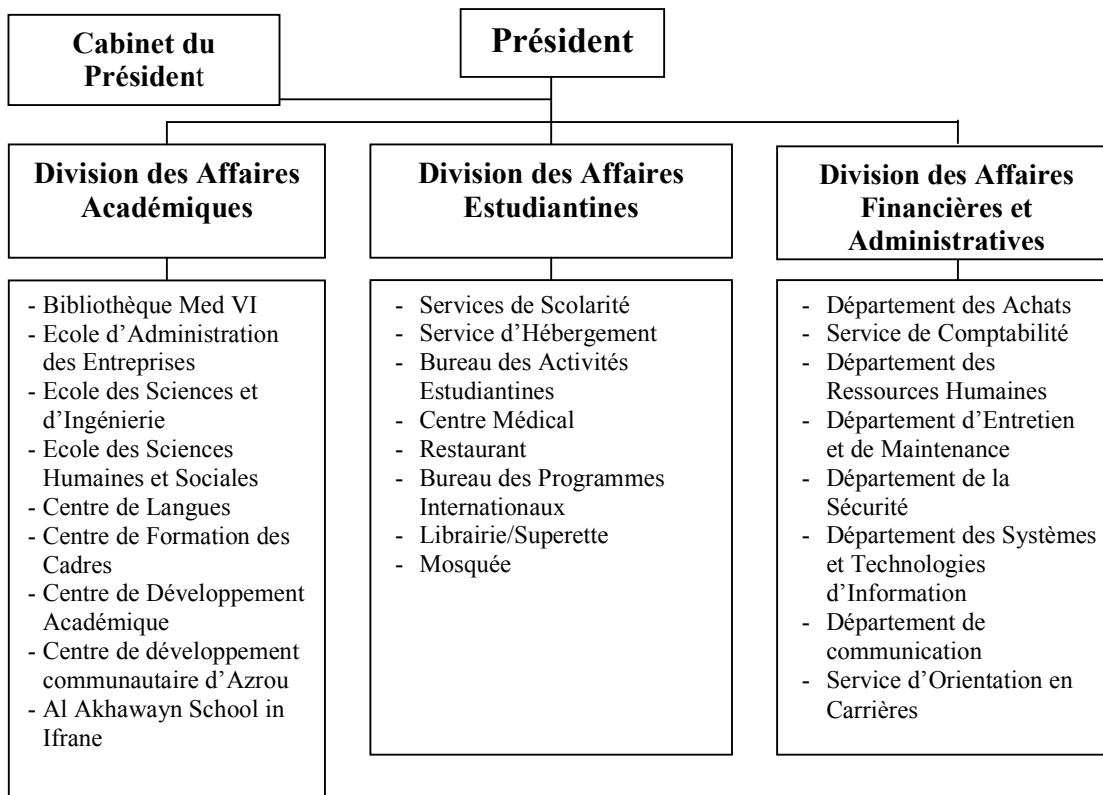 Cabinet du
Président
Président
Division des Affaires
Académiques
Division des Affaires
Estudiantines
Division des Affaires
Financières et
Administratives
- Bibliothèque Med VI
- Ecole d’Administration
des Entreprises
- Ecole des Sciences et
d’Ingénierie
- Ecole des Sciences
Humaines et Sociales
- Centre de Langues
- Centre de Formation des
Cadres
- Centre de Développement
Académique
- Centre de développement
communautaire d’Azrou
- Al Akhawayn School in
Ifrane
- Services de Scolarité
- Service d’Hébergement
- Bureau des Activités
Estudiantines
- Centre Médical
- Restaurant
- Bureau des Programmes
Internationaux
- Librairie/Superette
- Mosquée
- Département des Achats
- Service de Comptabilité
- Département des
Ressources Humaines
- Département d’Entretien
et de Maintenance
- Département de la
Sécurité
- Département des Systèmes
et Technologies
d’Information
- Département de
communication
- Service d’Orientation en
Carrières